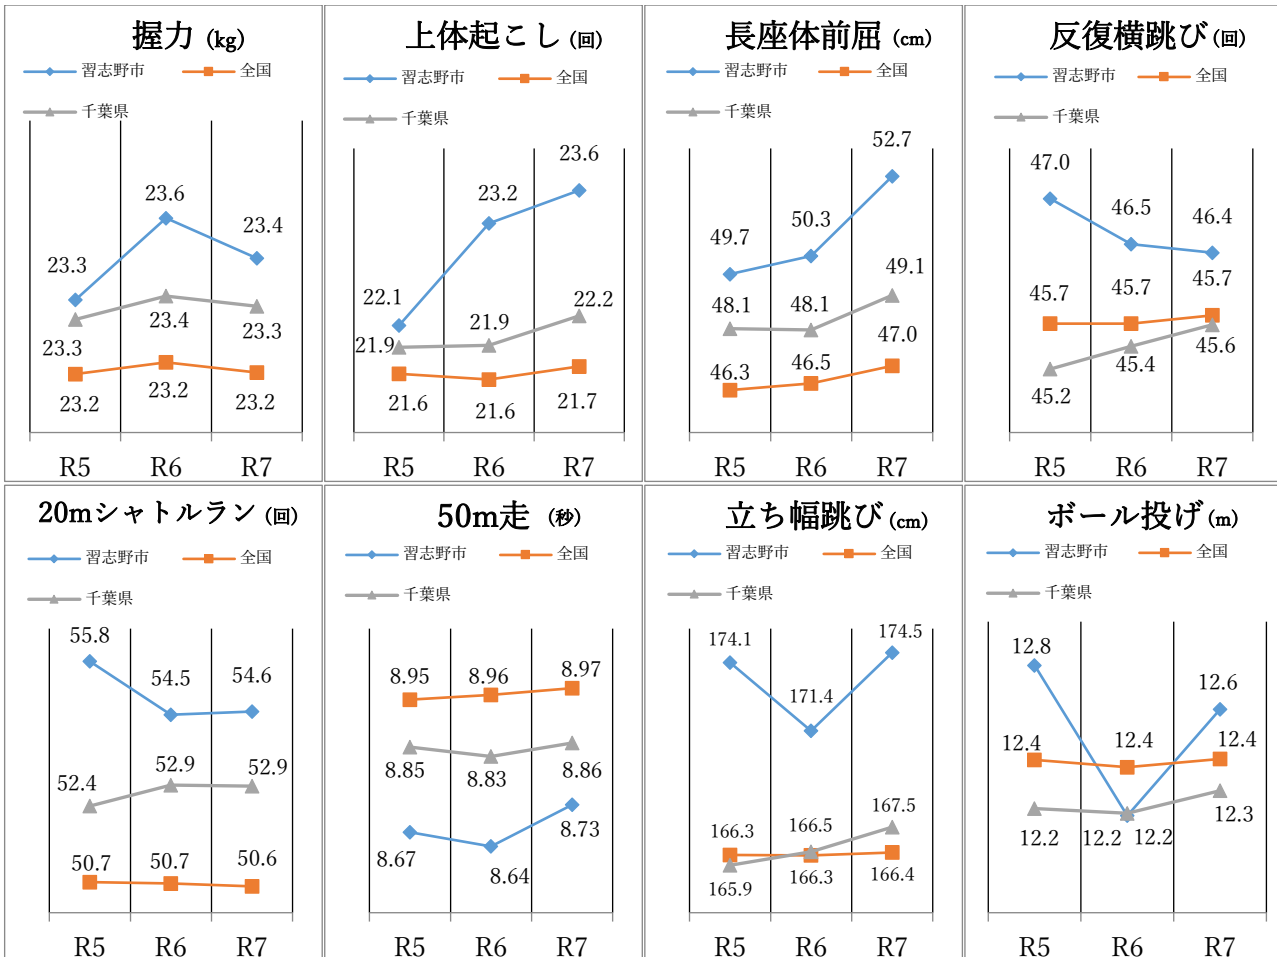 握力 (kg)
習志野市 全国
千葉県
23.6
23.4
23.3
23.4
23.3
23.3
23.2
23.2
23.2
R5 R6 R7
上体起こし (回)
習志野市 全国
千葉県
23.6
23.2
22.1
22.2
21.9
21.9
21.6
21.6
21.7
R5 R6 R7
長座体前屈 (cm)
習志野市 全国
千葉県
52.7
50.3
49.7
49.1
48.1
48.1
47.0
46.5
46.3
R5 R6 R7
反復横跳び (回)
習志野市 全国
千葉県
47.0
46.5
46.4
45.7
45.7
45.7
45.6
45.4
45.2
R5 R6 R7
20mシャトルラン (回)
習志野市 全国
千葉県
55.8
54.5
54.6
52.4
52.9
52.9
50.7
50.7
50.6
R5 R6 R7
50m走 (秒)
習志野市 全国
千葉県
8.95
8.96
8.97
8.85
8.83
8.86
8.67
8.64
8.73
R5 R6 R7
立ち幅跳び (cm)
習志野市 全国
千葉県
174.1
171.4
174.5
166.3
166.5
167.5
165.9
166.3
166.4
R5 R6 R7
ボール投げ (m)
習志野市 全国
千葉県
12.8
12.6
12.4
12.4
12.4
12.2
12.2
12.2
12.3
R5 R6 R7